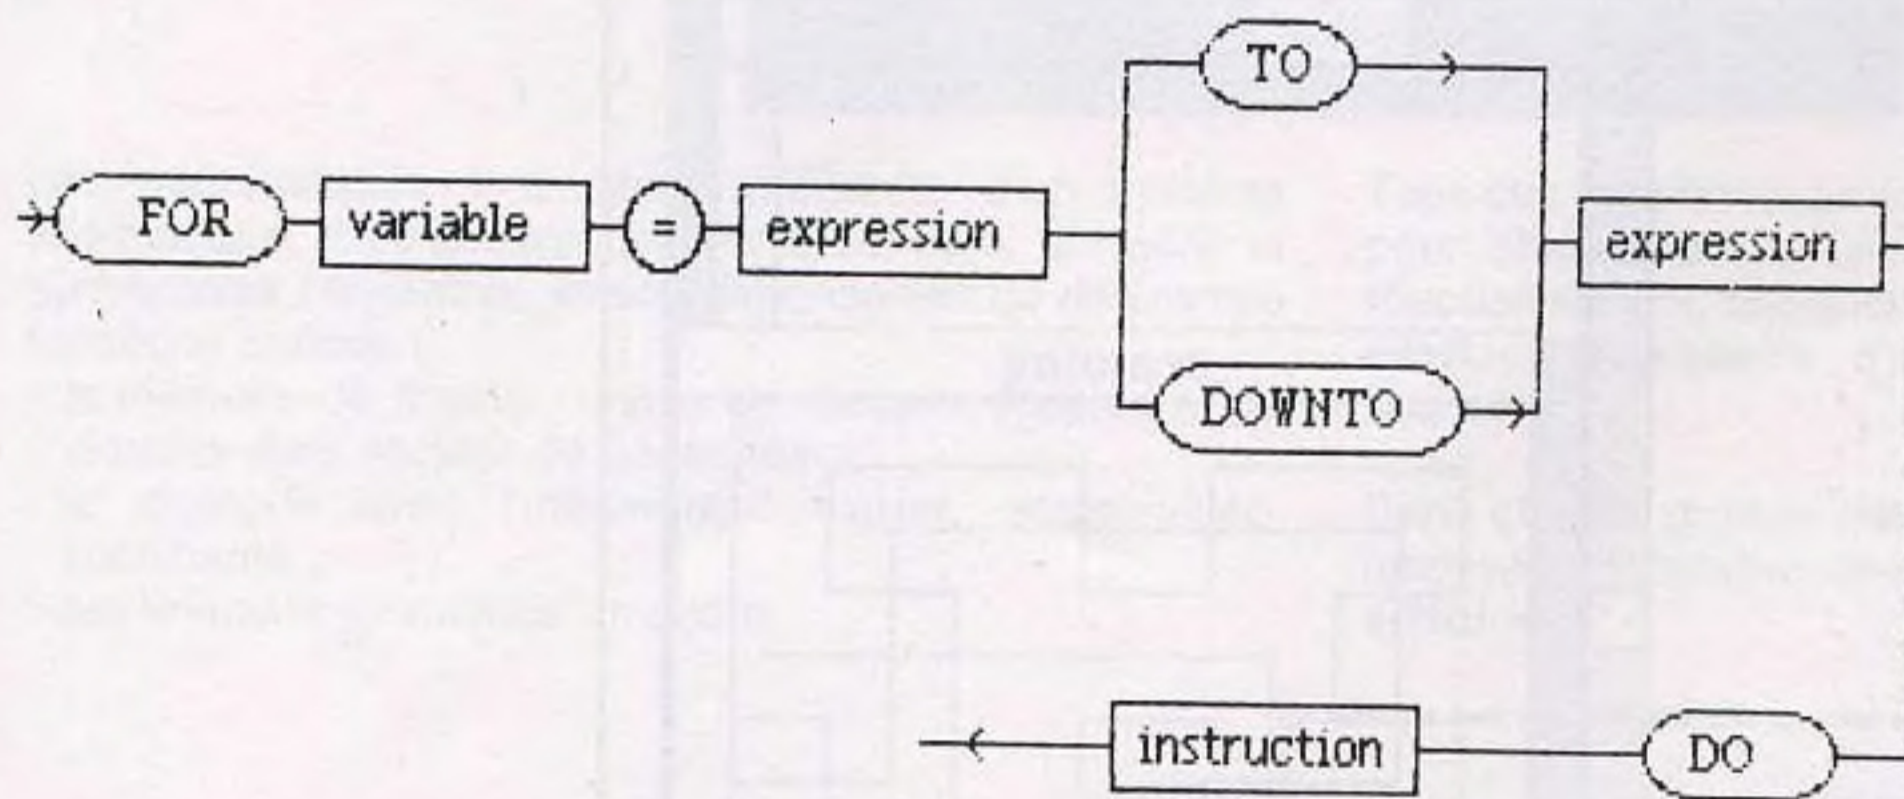 TO
FOR variable = expression expression
DOWNTO
instruction DO